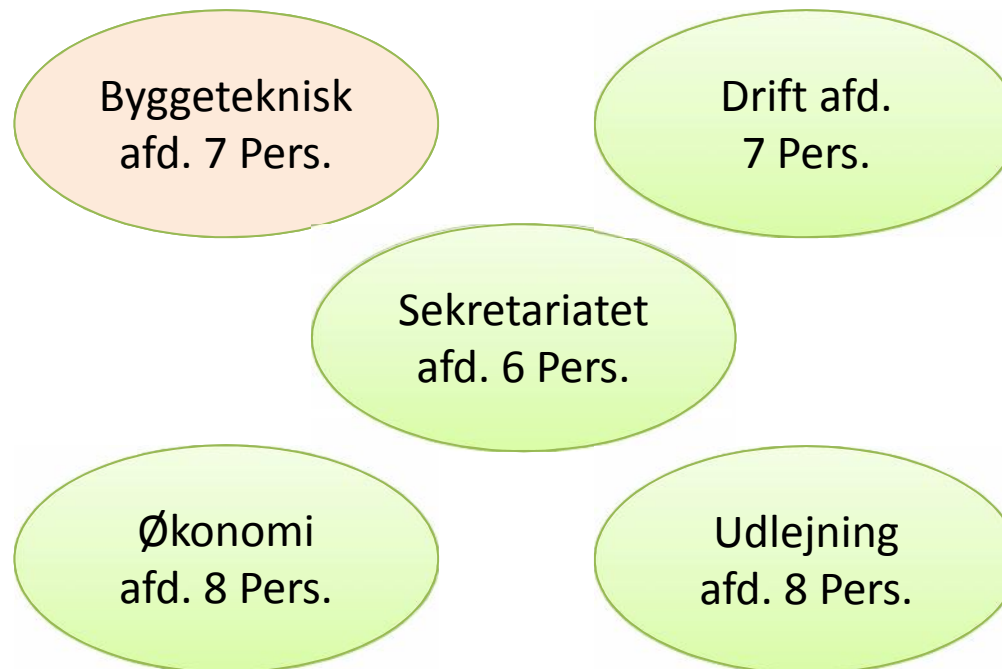 Byggeteknisk
afd. 7 Pers.
Drift afd.
7 Pers.
Sekretariatet
afd. 6 Pers.
Økonomi
afd. 8 Pers.
Udlejning
afd. 8 Pers.